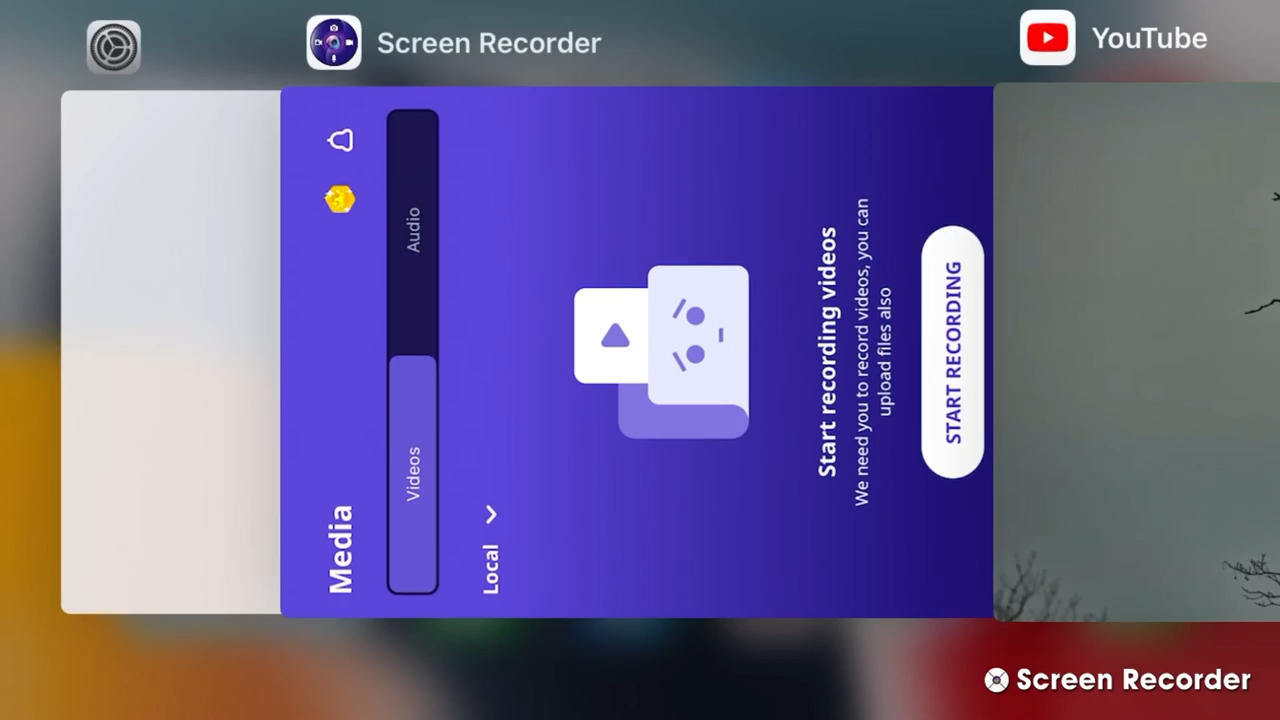 Screen Recorder
YouTube
Media
Videos
Audio
Local
Start recording videos
We need you to record videos, you can
upload files also
START RECORDING
Screen Recorder